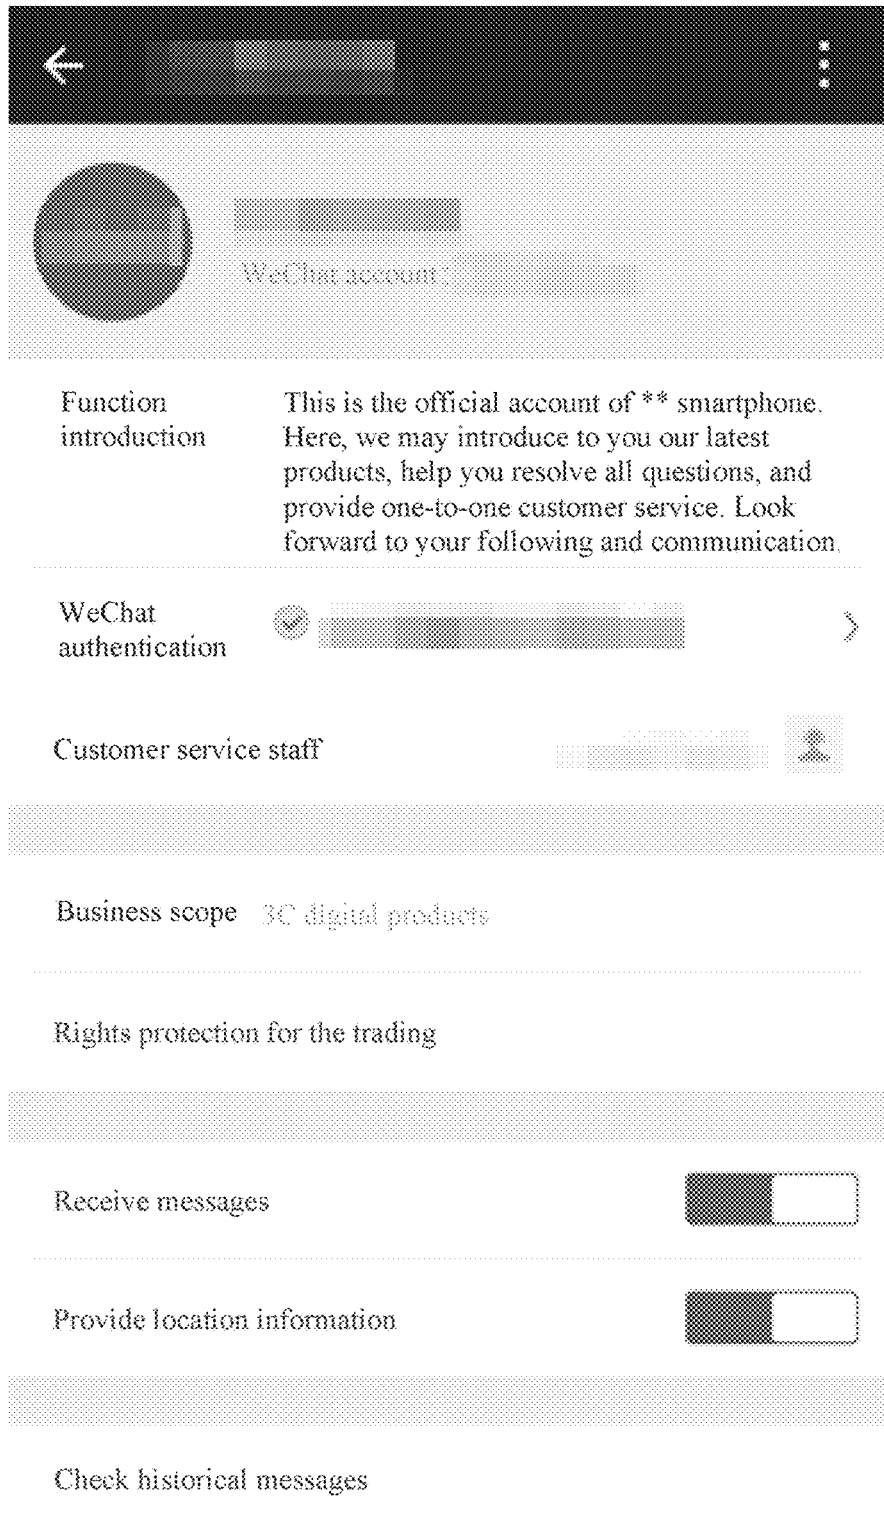 WeChat account:
Function
introduction
This is the official account of ** smartphone.
Here, we may introduce to you our latest
products, help you resolve all questions, and
provide one-to-one customer service. Look
forward to your following and communication.
WeChat
authentication
Customer service staff
Business scope 3C digital products
Rights protection for the trading
Receive messages
Provide location information
Check historical messages